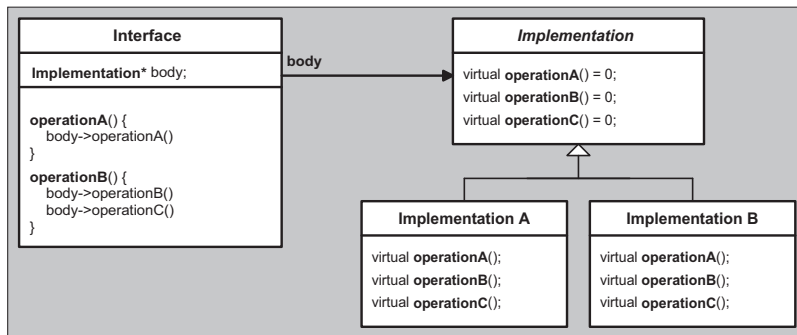 Interface
Implementation* body;
operationA() {
body->operationA()
}
operationB() {
body->operationB()
body->operationC()
}
body
Implementation
virtual operationA() = 0;
virtual operationB() = 0;
virtual operationC() = 0;
Implementation A
virtual operationA();
virtual operationB();
virtual operationC();
Implementation B
virtual operationA();
virtual operationB();
virtual operationC();